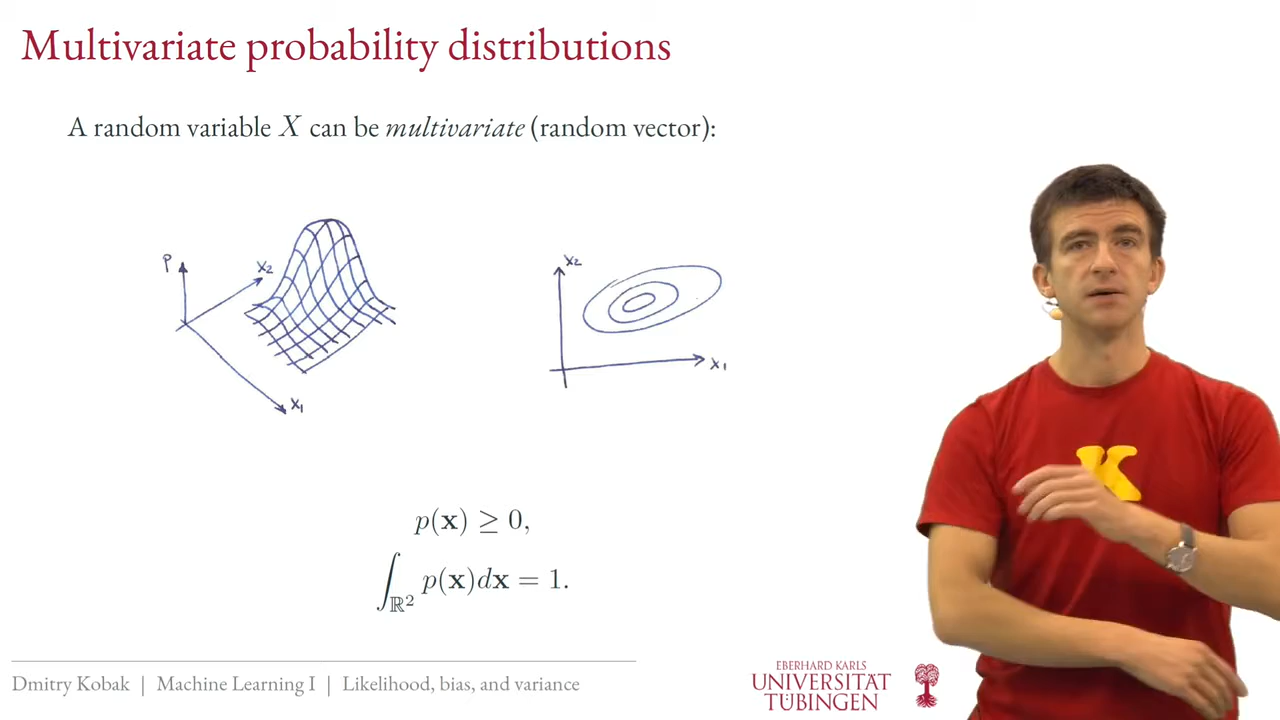 Multivariate probability distributions
A random variable X can be multivariate (random vector):
P
x₂
x₁
x₂
x₁
p(𝐱) ≥ 0,
∫_{ℝ²} p(𝐱)d𝐱 = 1.
K
Dmitry Kobak | Machine Learning I | Likelihood, bias, and variance
EBERHARD KARLS
UNIVERSITÄT
TÜBINGEN